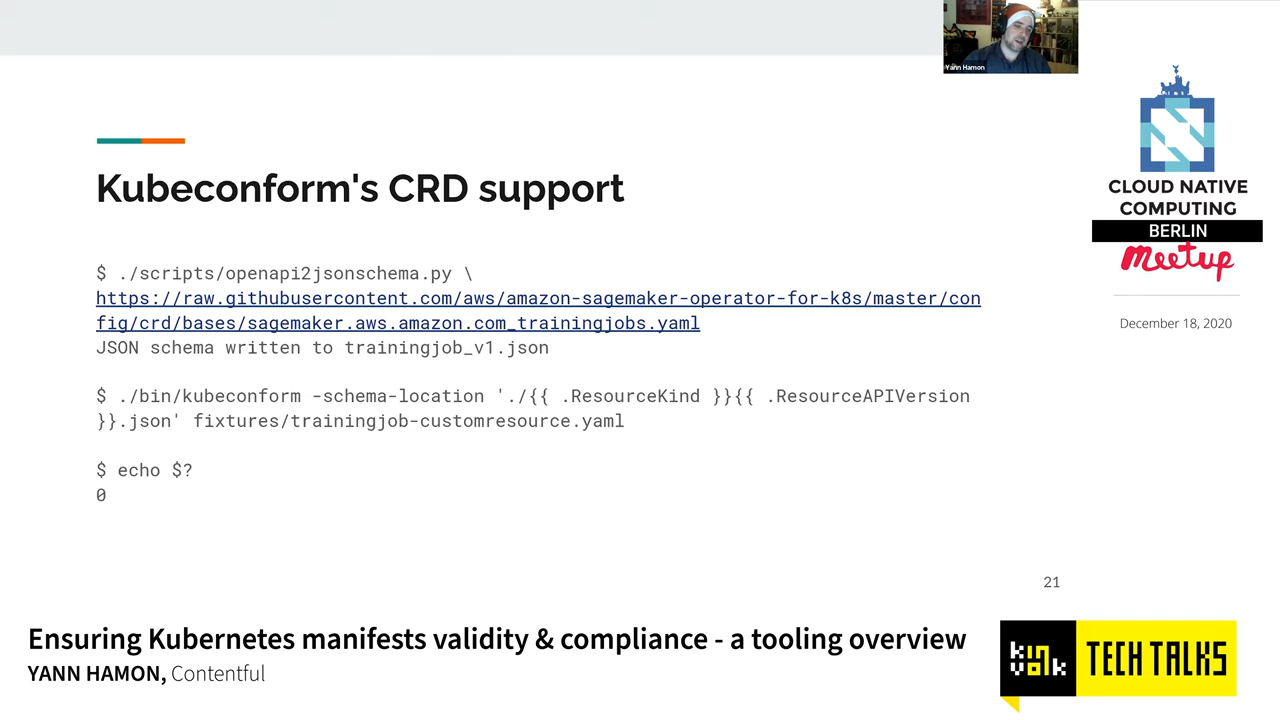 Yann Hamon
CLOUD NATIVE
COMPUTING
BERLIN
meetup
December 18, 2020
Kubeconform's CRD support
$ ./scripts/openapi2jsonschema.py \
https://raw.githubusercontent.com/aws/amazon-sagemaker-operator-for-k8s/master/con
fig/crd/bases/sagemaker.aws.amazon.com_trainingjobs.yaml
JSON schema written to trainingjob_v1.json
$ ./bin/kubeconform -schema-location './{{ .ResourceKind }}{{ .ResourceAPIVersion
}}.json' fixtures/trainingjob-customresource.yaml
$ echo $?
0
21
Ensuring Kubernetes manifests validity & compliance - a tooling overview
YANN HAMON, Contentful
kinvolk
TECH TALKS